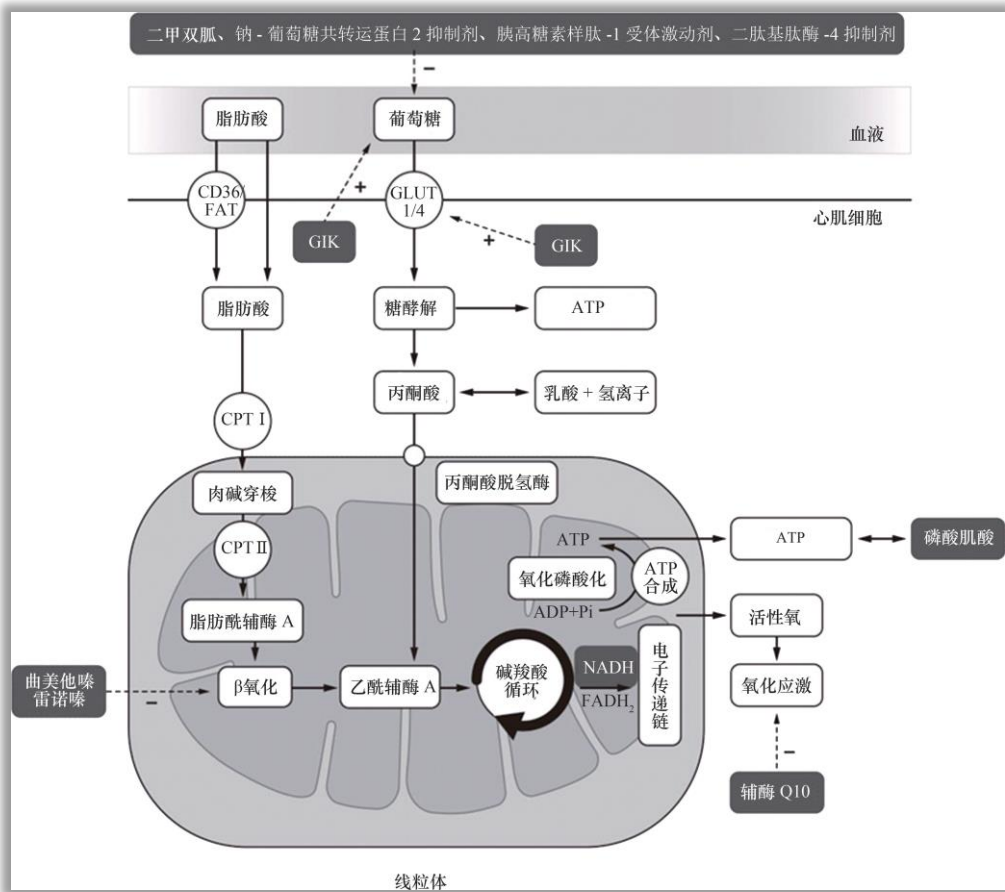 二甲双胍、钠 - 葡萄糖共转运蛋白 2 抑制剂、胰高糖素样肽 -1 受体激动剂、二肽基肽酶 -4 抑制剂
−
脂肪酸
葡萄糖
血液
+
CD36/
FAT
GLUT
1/4
心肌细胞
GIK
+
GIK
脂肪酸
糖酵解
ATP
丙酮酸
乳酸 + 氢离子
CPT Ⅰ
丙酮酸脱氢酶
肉碱穿梭
CPT Ⅱ
ATP
ATP
磷酸肌酸
氧化磷酸化
ATP
合成
ADP+Pi
脂肪酰辅酶 A
活性氧
曲美他嗪
雷诺嗪
−
β氧化
乙酰辅酶 A
碱羧酸
循环
NADH
FADH₂
电子传递链
氧化应激
−
辅酶 Q10
线粒体